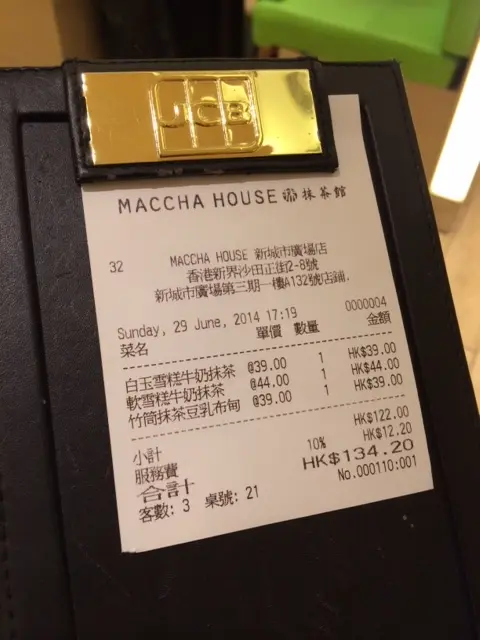 JCB
MACCHA HOUSE 抹茶館
32 MACCHA HOUSE 新城市廣場店
香港新界沙田正街2-8號
新城市廣場第三期一樓A132號店鋪.
0000004
Sunday, 29 June, 2014 17:19
菜名 單價 數量 金額
白玉雪糕牛奶抹茶 @39.00 1 HK$39.00
軟雪糕牛奶抹茶 @44.00 1 HK$44.00
竹筒抹茶豆乳布甸 @39.00 1 HK$39.00
小計 HK$122.00
服務費 10% HK$12.20
合計 HK$134.20
客數: 3 桌號: 21 No.000110:001